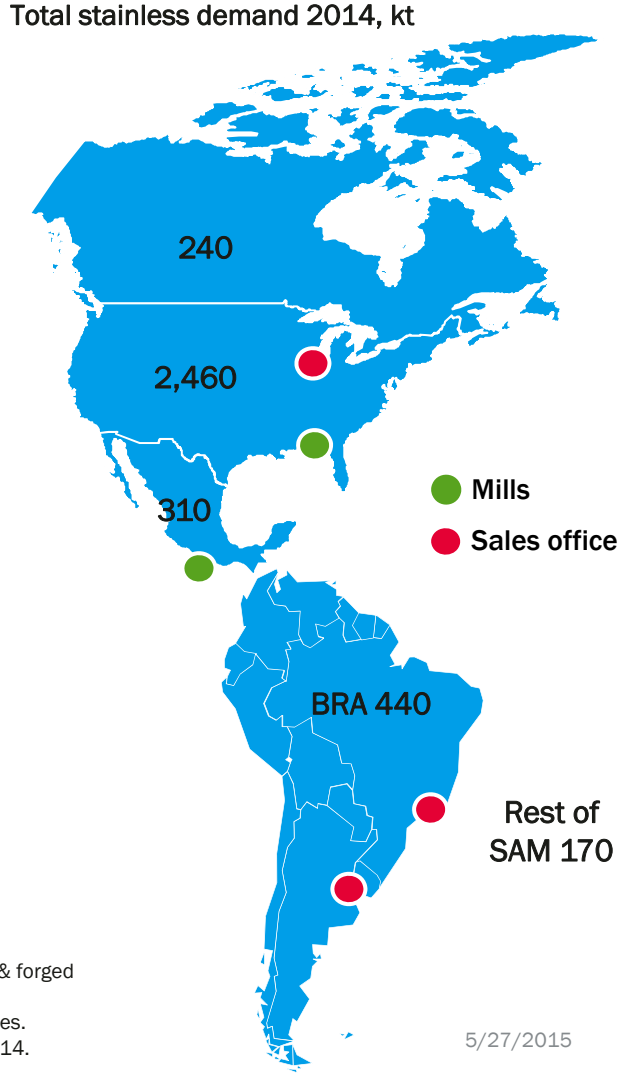 Total stainless demand 2014, kt
240
2,460
310
Mills
Sales office
BRA 440
Rest of
SAM 170
& forged
es.
14.
5/27/2015